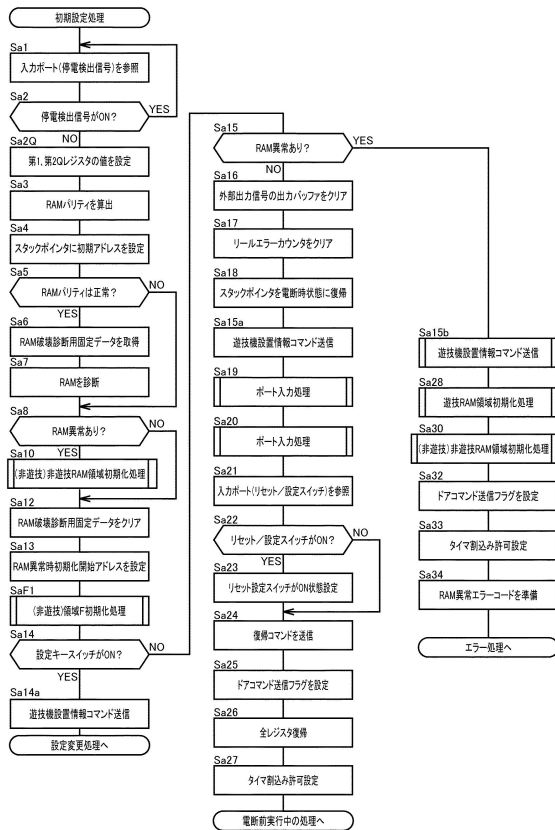 初期設定処理
Sa1
入力ポート(停電検出信号)を参照
Sa2
停電検出信号がON?
YES
NO
Sa2Q
第1、第2Qレジスタの値を設定
Sa3
RAMパリティを算出
Sa4
スタックポインタに初期アドレスを設定
Sa5
RAMパリティは正常?
NO
YES
Sa6
RAM破壊診断用固定データを取得
Sa7
RAMを診断
Sa8
RAM異常あり?
NO
YES
Sa10
(非遊技)非遊技RAM領域初期化処理
Sa12
RAM破壊診断用固定データをクリア
Sa13
RAM異常時初期化開始アドレスを設定
SaF1
(非遊技)領域F初期化処理
Sa14
設定キースイッチがON?
NO
YES
Sa14a
遊技機設置情報コマンド送信
設定変更処理へ
Sa15
RAM異常あり?
YES
NO
Sa16
外部出力信号の出力バッファをクリア
Sa17
リールエラーカウンタをクリア
Sa18
スタックポインタを電断時状態に復帰
Sa15a
遊技機設置情報コマンド送信
Sa19
ポート入力処理
Sa20
ポート入力処理
Sa21
入力ポート(リセット/設定スイッチ)を参照
Sa22
リセット/設定スイッチがON?
NO
YES
Sa23
リセット設定スイッチがON状態設定
Sa24
復帰コマンドを送信
Sa25
ドアコマンド送信フラグを設定
Sa26
全レジスタ復帰
Sa27
タイマ割込み許可設定
電断前実行中の処理へ
Sa15b
遊技機設置情報コマンド送信
Sa28
遊技RAM領域初期化処理
Sa30
(非遊技)非遊技RAM領域初期化処理
Sa32
ドアコマンド送信フラグを設定
Sa33
タイマ割込み許可設定
Sa34
RAM異常エラーコードを準備
エラー処理へ